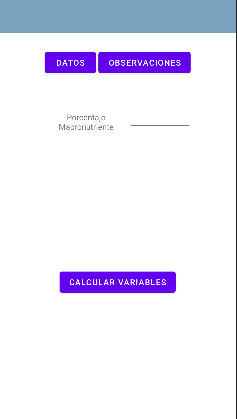 DATOS OBSERVACIONES
Porcentaje
Macronutriente
CALCULAR VARIABLES